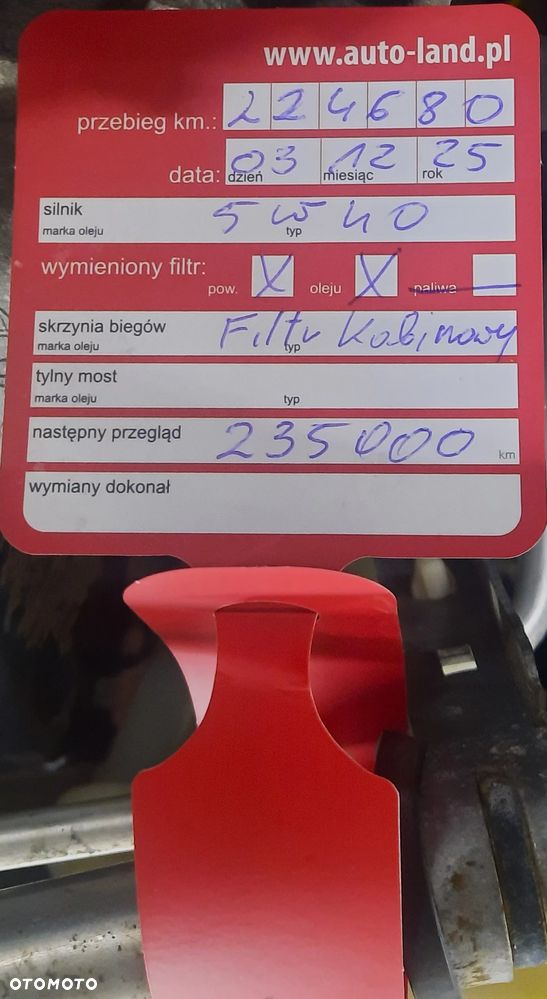 www.auto-land.pl
przebieg km.: 224680
data: 03 12 25
dzień miesiąc rok
silnik 5W40
marka oleju typ
wymieniony filtr: pow. X oleju X paliwa
skrzynia biegów Filtr Kabinowy
marka oleju typ
tylny most
marka oleju typ
następny przegląd 235000 km
wymiany dokonał
OTOMOTO